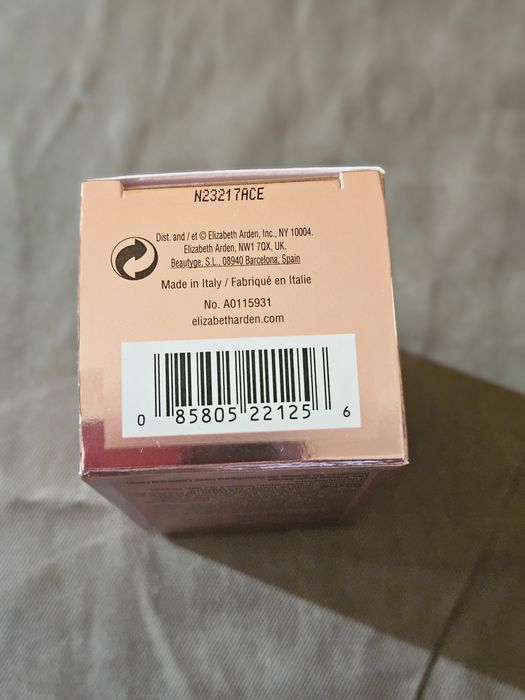 N23217ACE
Dist. and / et © Elizabeth Arden, Inc., NY 10004.
Elizabeth Arden, NW1 7QX, UK.
Beautyge, S.L., 08940 Barcelona, Spain
Made in Italy / Fabriqué en Italie
No. A0115931
elizabetharden.com
0 85805 22125 6